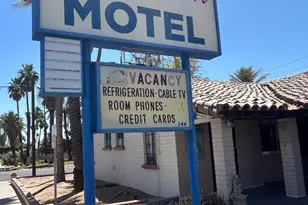 MOTEL
VACANCY
REFRIGERATION·CABLE·TV
ROOM PHONES·
CREDIT CARDS